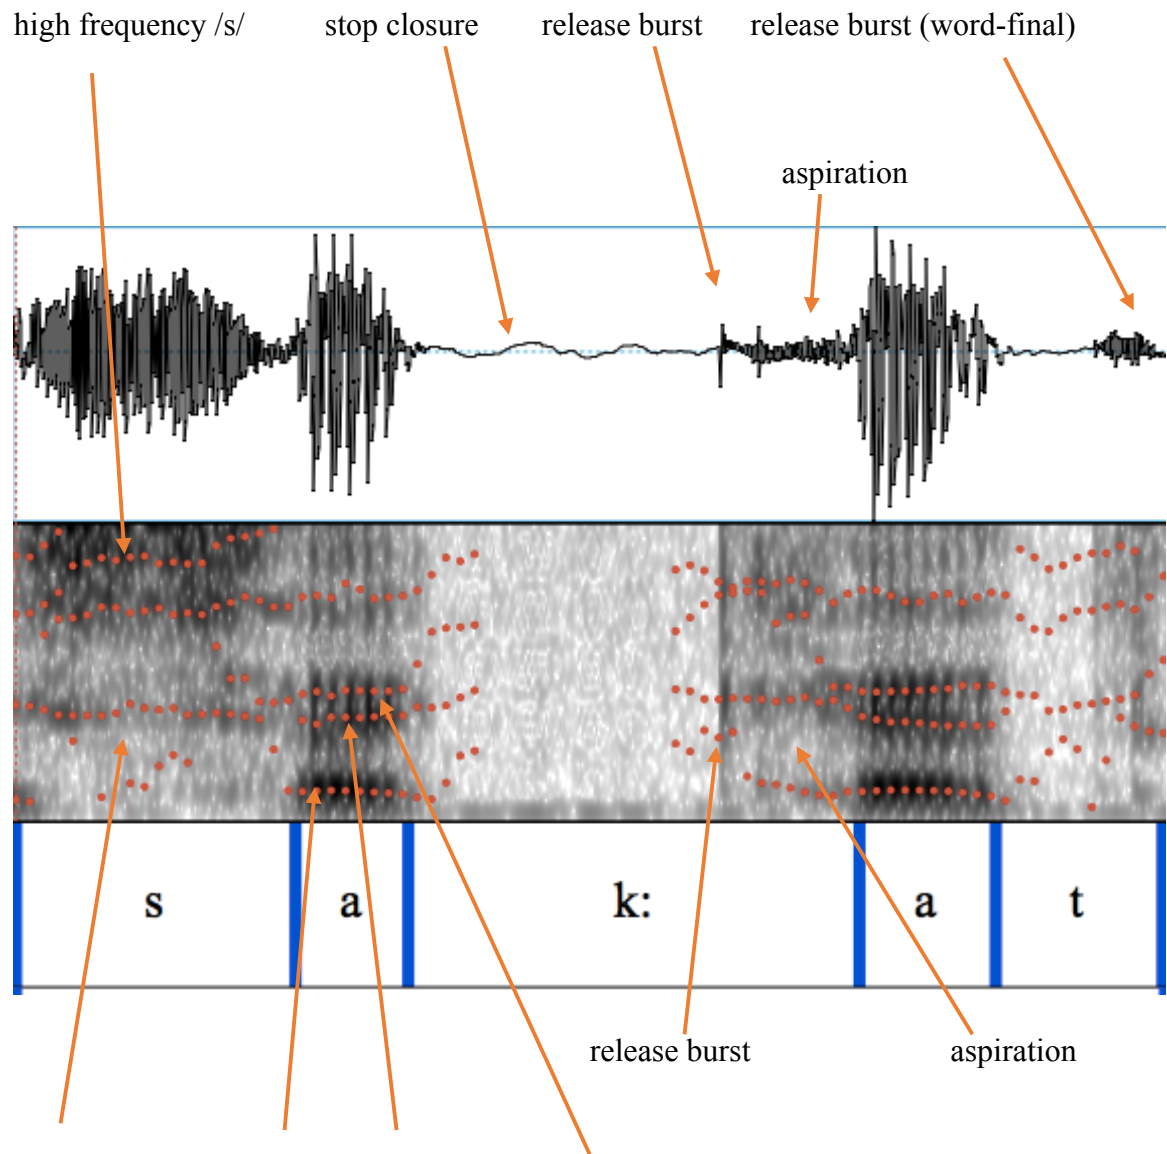 high frequency /s/ stop closure release burst release burst (word-final)
aspiration
s a k: a t
release burst aspiration